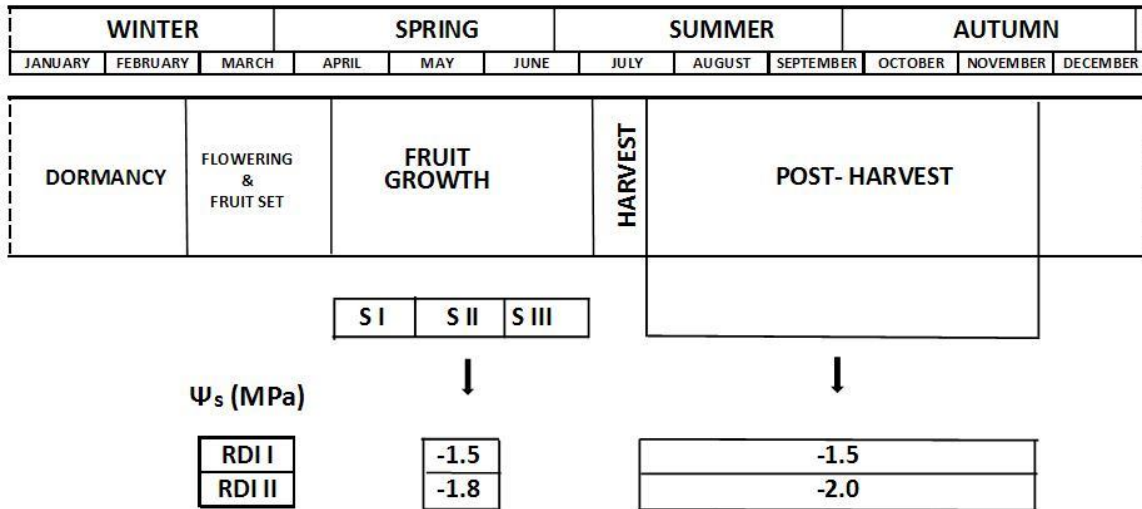 WINTER SPRING SUMMER AUTUMN
JANUARY FEBRUARY MARCH APRIL MAY JUNE JULY AUGUST SEPTEMBER OCTOBER NOVEMBER DECEMBER
DORMANCY
FLOWERING
&
FRUIT SET
FRUIT
GROWTH
HARVEST
POST- HARVEST
S I S II S III
Ψs (MPa)
RDI I -1.5 -1.5
RDI II -1.8 -2.0